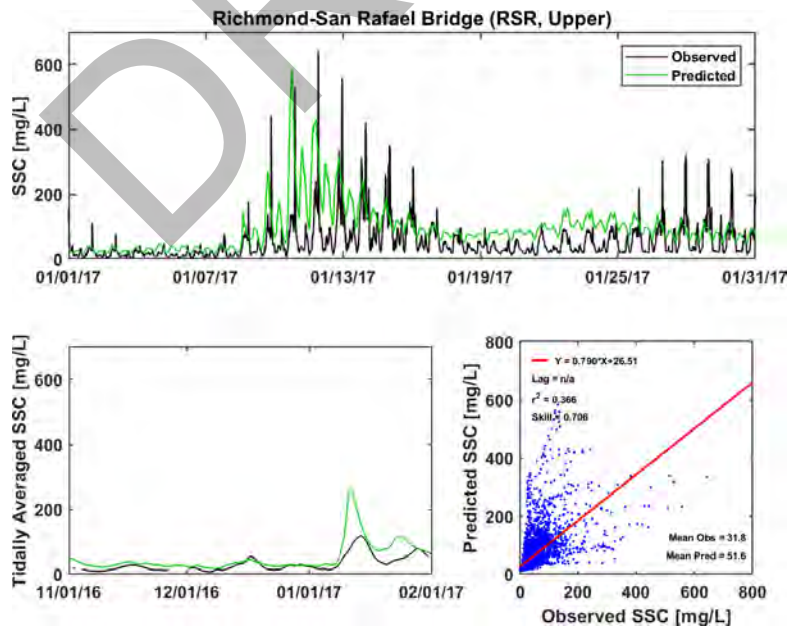 DR
Richmond-San Rafael Bridge (RSR, Upper)
SSC [mg/L]
600
400
200
0
Observed
Predicted
01/01/17 01/07/17 01/13/17 01/19/17 01/25/17 01/31/17
Tidally Averaged SSC [mg/L]
600
400
200
0
11/01/16 12/01/16 01/01/17 02/01/17
Predicted SSC [mg/L]
800
600
400
200
0
Y = 0.790*X+26.51
Lag = n/a
r² = 0.366
Skill = 0.706
Mean Obs = 31.8
Mean Pred = 51.6
0 200 400 600 800
Observed SSC [mg/L]